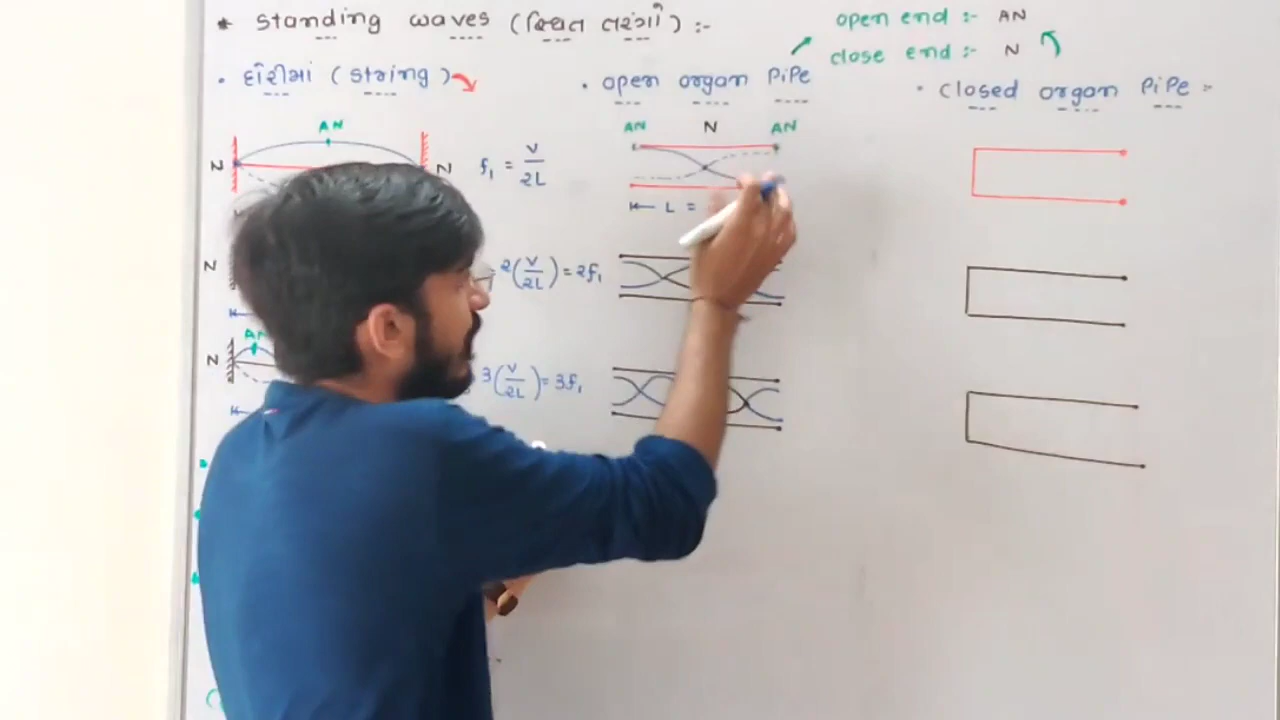 * Standing waves (સ્થિત તરંગો) :-
open end :- AN
close end :- N
• દોરીમાં (string)
• open organ PiPe
• Closed organ PiPe :-
AN
N
N
f₁ = V/2L
AN N AN
L =
N
2(V/2L) = 2f₁
AN
N
3(V/2L) = 3f₁